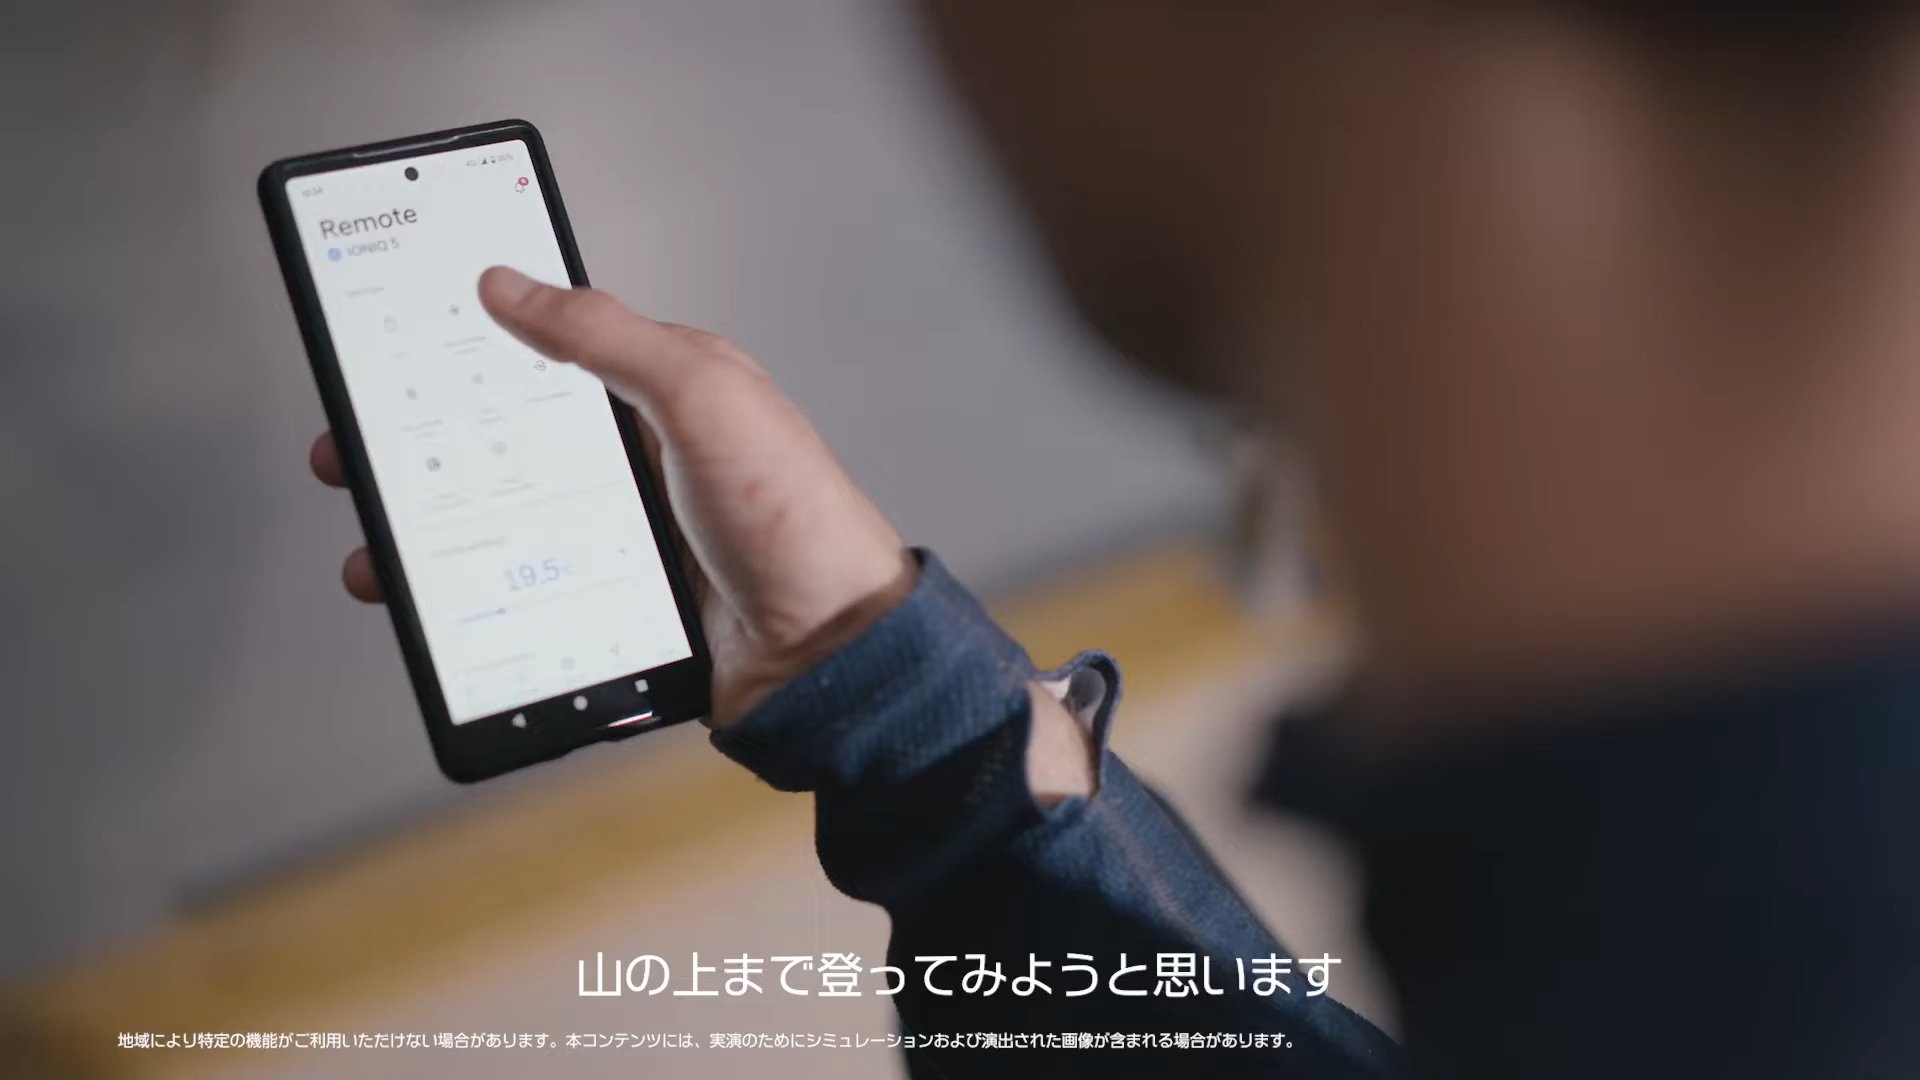 Remote
IONIQ 5
19.5
山の上まで登ってみようと思います
地域により特定の機能がご利用いただけない場合があります。本コンテンツには、実演のためにシミュレーションおよび演出された画像が含まれる場合があります。